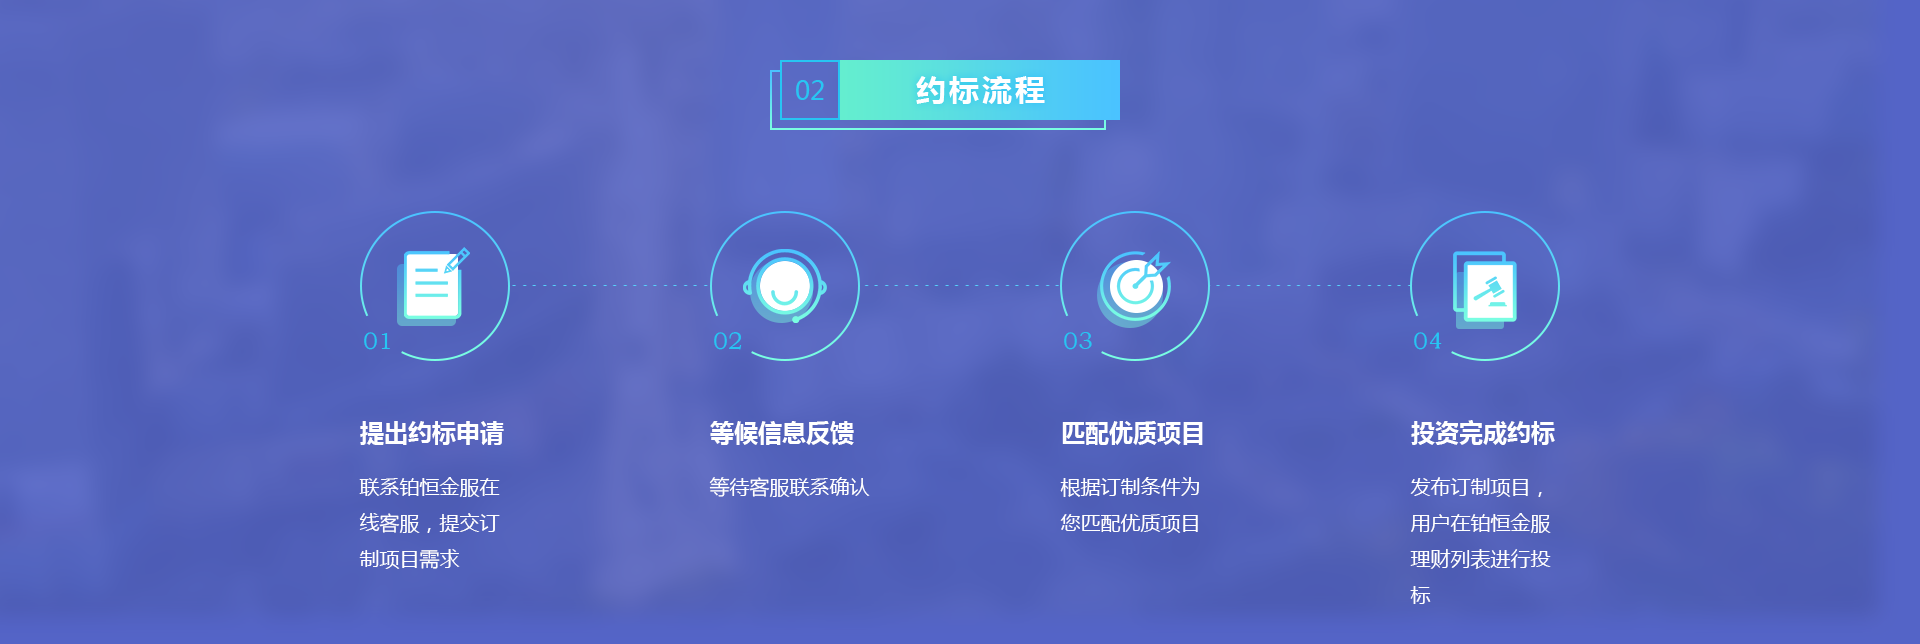 02 约标流程
01
02
03
04
提出约标申请
联系铂恒金服在
线客服，提交订
制项目需求
等候信息反馈
等待客服联系确认
匹配优质项目
根据订制条件为
您匹配优质项目
投资完成约标
发布订制项目，
用户在铂恒金服
理财列表进行投
标